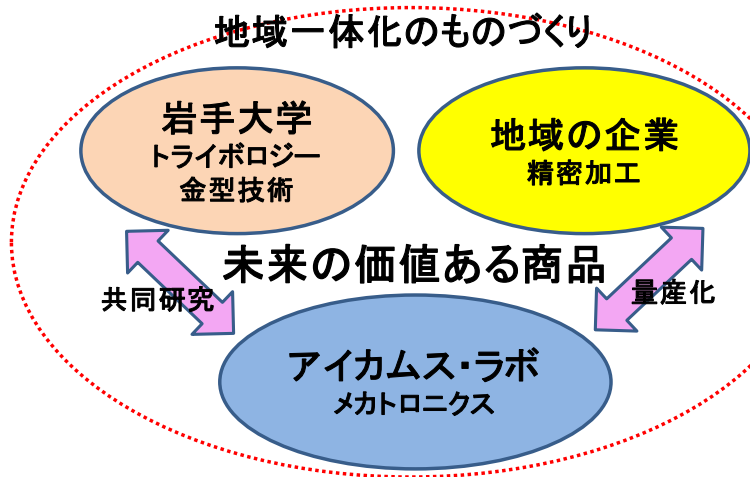 地域一体化のものづくり
岩手大学
トライボロジー
金型技術
地域の企業
精密加工
未来の価値ある商品
共同研究
量産化
アイカムス・ラボ
メカトロニクス